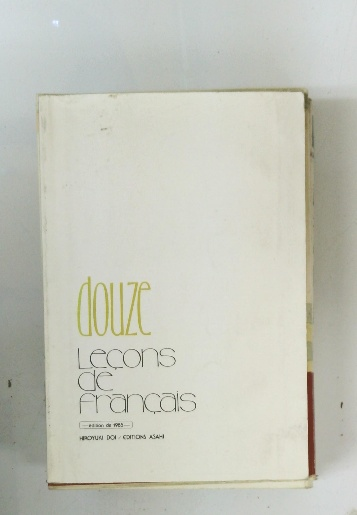 douze
Leçons
de
français
édition de 1985
HIROYUKI DOI / EDITIONS ASAHI